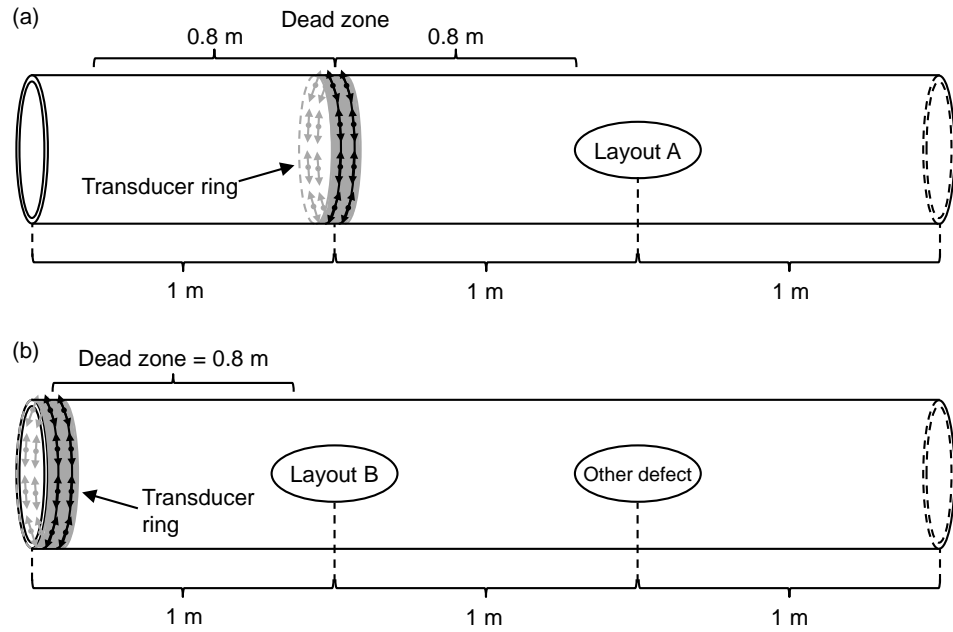 (a)
Dead zone
0.8 m
0.8 m
Layout A
Transducer ring
1 m
1 m
1 m
(b)
Dead zone = 0.8 m
Layout B
Other defect
Transducer
ring
1 m
1 m
1 m